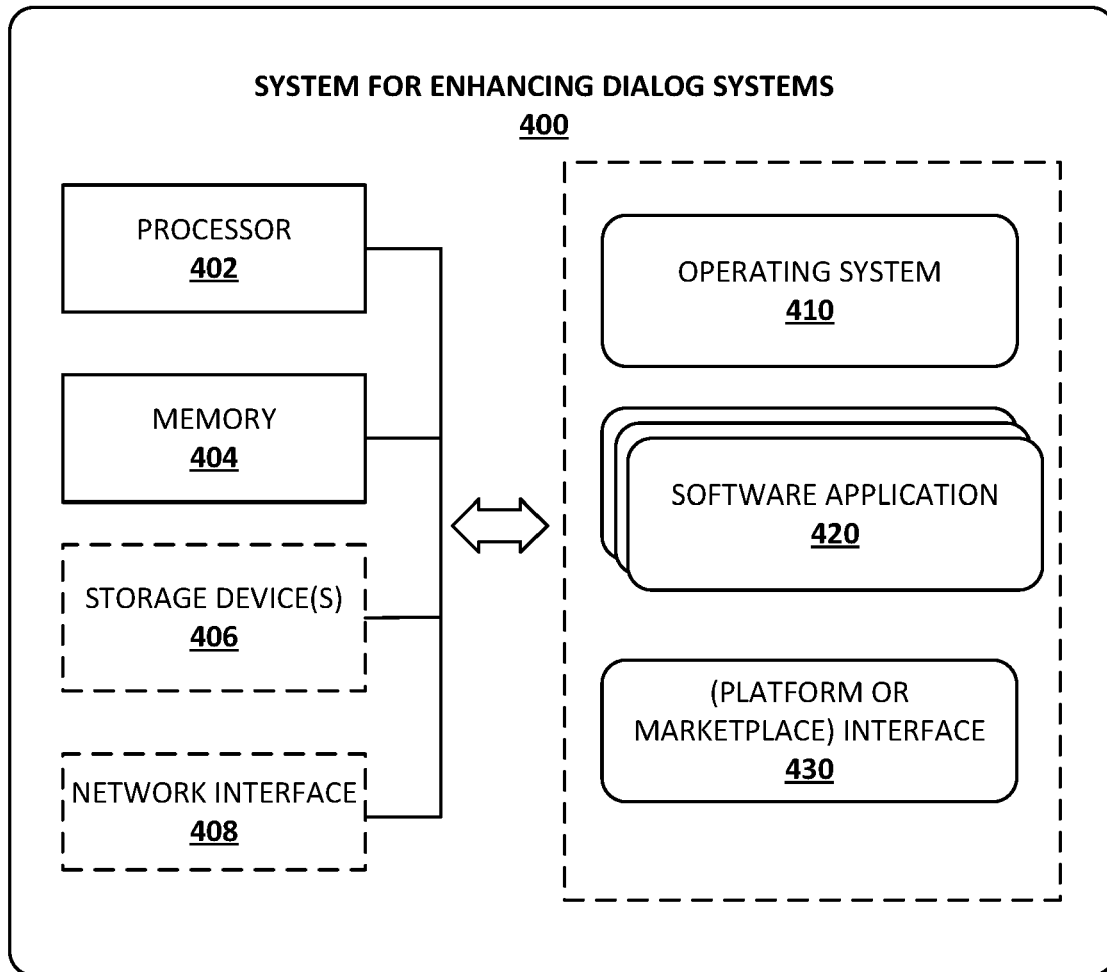 SYSTEM FOR ENHANCING DIALOG SYSTEMS
400
PROCESSOR
402
MEMORY
404
STORAGE DEVICE(S)
406
NETWORK INTERFACE
408
OPERATING SYSTEM
410
SOFTWARE APPLICATION
420
(PLATFORM OR
MARKETPLACE) INTERFACE
430